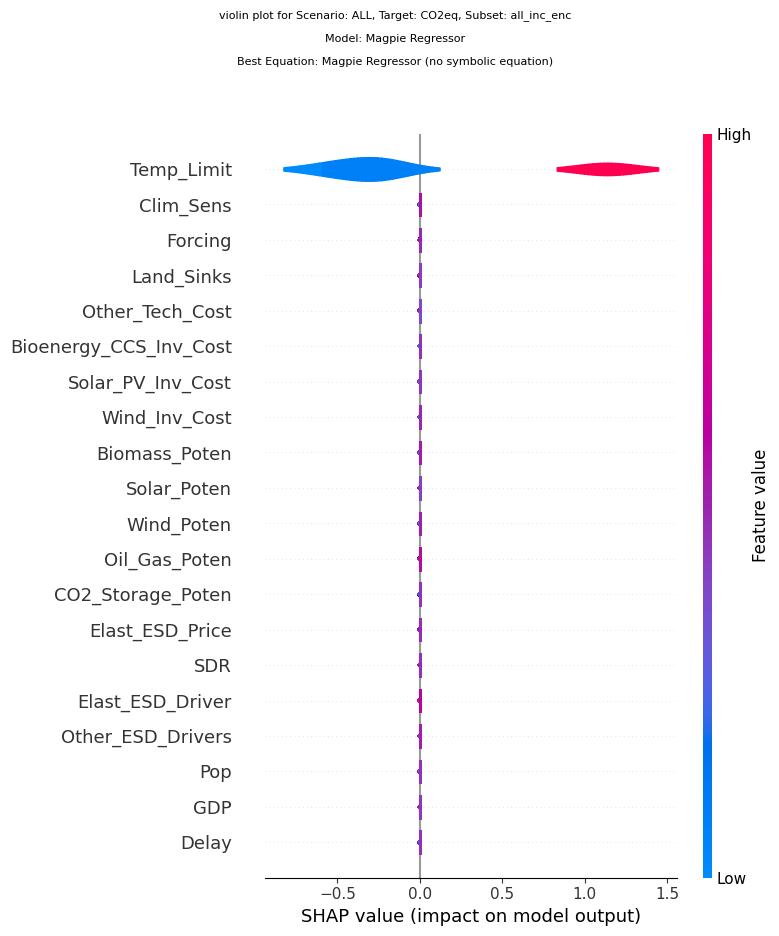 violin plot for Scenario: ALL, Target: CO2eq, Subset: all_inc_enc
Model: Magpie Regressor
Best Equation: Magpie Regressor (no symbolic equation)
High
Temp_Limit
Clim_Sens
Forcing
Land_Sinks
Other_Tech_Cost
Bioenergy_CCS_Inv_Cost
Solar_PV_Inv_Cost
Wind_Inv_Cost
Biomass_Poten
Solar_Poten
Wind_Poten
Oil_Gas_Poten
CO2_Storage_Poten
Elast_ESD_Price
SDR
Elast_ESD_Driver
Other_ESD_Drivers
Pop
GDP
Delay
Feature value
Low
−0.5 0.0 0.5 1.0 1.5
SHAP value (impact on model output)